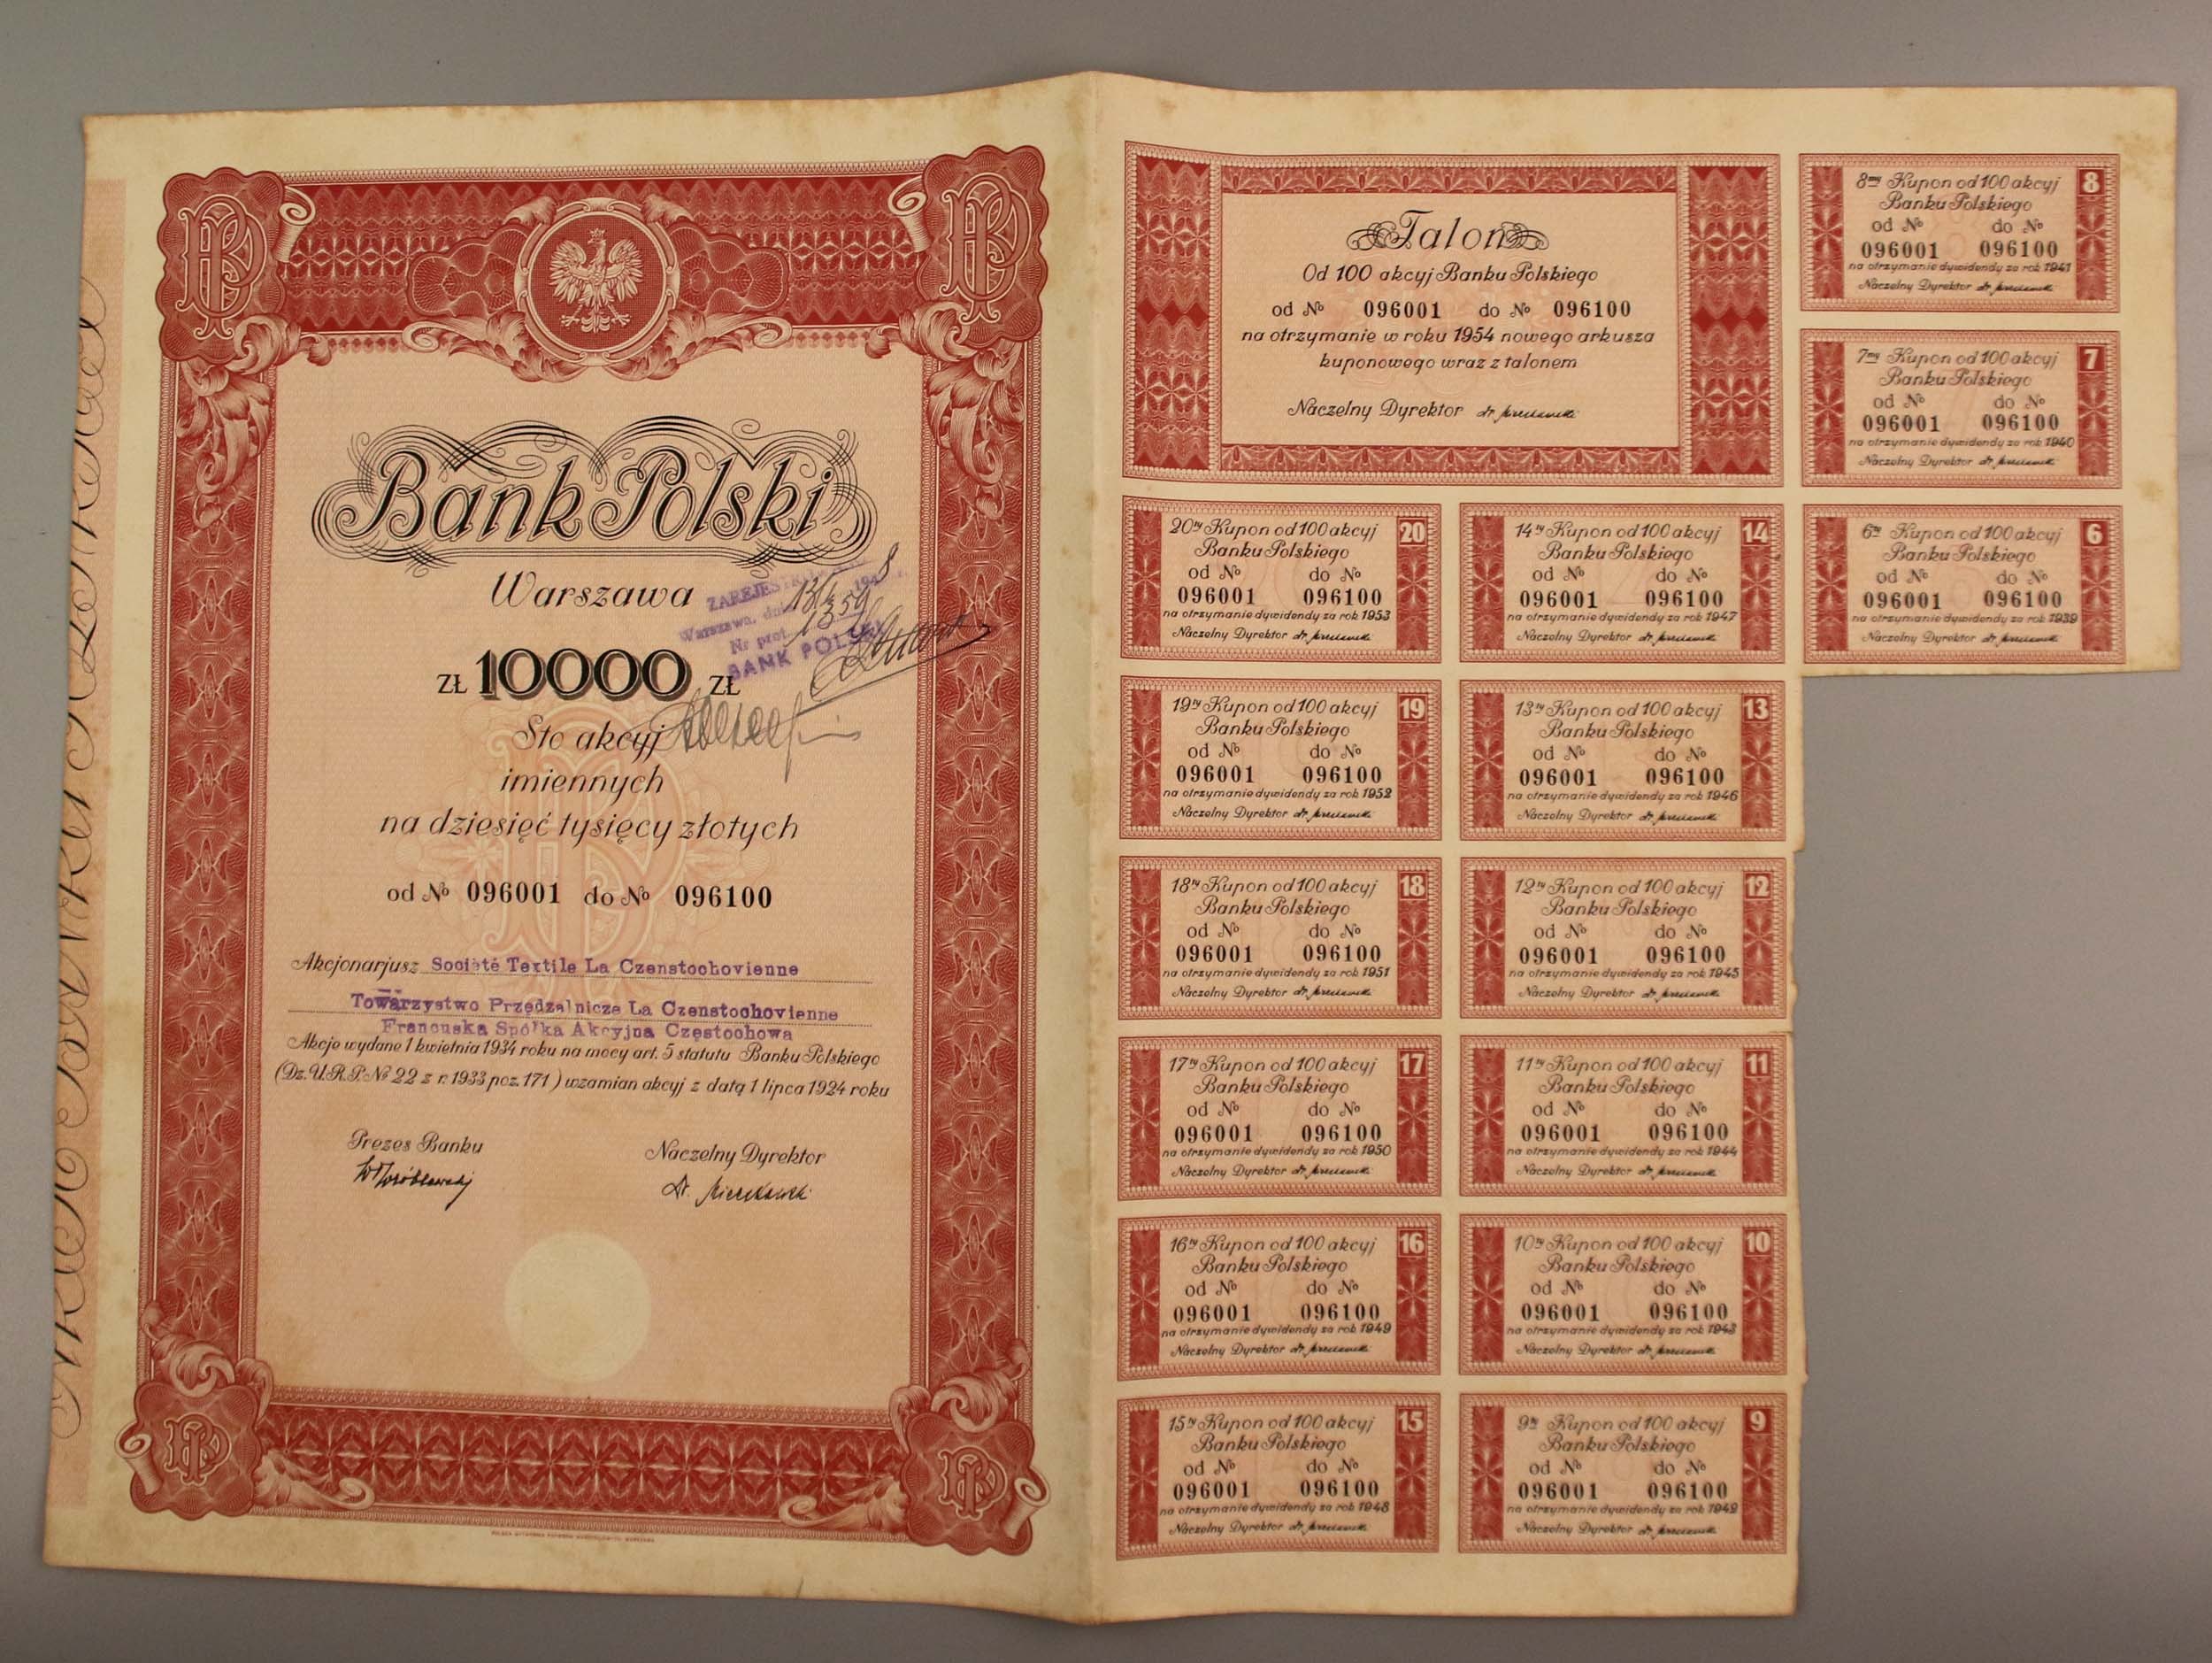 Bank Polski
Warszawa
ZAREJES
Warszawa, dnia 13/I 1948
Nr prot. 1359
BANK POLSKI
ZŁ 10000 ZŁ
Sto akcyj
imiennych
na dziesięć tysięcy złotych
od № 096001 do № 096100
Akcjonarjusz Société Textile La Czenstochovienne
Towarzystwo Przędzalnicze La Czenstochovienne
Francuska Spółka Akcyjna Częstochowa
Akcje wydane 1 kwietnia 1934 roku na mocy art. 5 statutu Banku Polskiego
(Dz.U.R.P. № 22 z r. 1933 poz. 171) wzamian akcyj z datą 1 lipca 1924 roku
Prezes Banku
Naczelny Dyrektor
Talon
Od 100 akcyj Banku Polskiego
od № 096001 do № 096100
na otrzymanie w roku 1954 nowego arkusza
kuponowego wraz z talonem
Naczelny Dyrektor
8my Kupon od 100 akcyj 8
Banku Polskiego
od № do №
096001 096100
na otrzymanie dywidendy za rok 1941
Naczelny Dyrektor
7my Kupon od 100 akcyj 7
Banku Polskiego
od № do №
096001 096100
na otrzymanie dywidendy za rok 1940
Naczelny Dyrektor
20ty Kupon od 100 akcyj 20
Banku Polskiego
od № do №
096001 096100
na otrzymanie dywidendy za rok 1953
Naczelny Dyrektor
14ty Kupon od 100 akcyj 14
Banku Polskiego
od № do №
096001 096100
na otrzymanie dywidendy za rok 1947
Naczelny Dyrektor
6ty Kupon od 100 akcyj 6
Banku Polskiego
od № do №
096001 096100
na otrzymanie dywidendy za rok 1939
Naczelny Dyrektor
19ty Kupon od 100 akcyj 19
Banku Polskiego
od № do №
096001 096100
na otrzymanie dywidendy za rok 1952
Naczelny Dyrektor
13ty Kupon od 100 akcyj 13
Banku Polskiego
od № do №
096001 096100
na otrzymanie dywidendy za rok 1946
Naczelny Dyrektor
18ty Kupon od 100 akcyj 18
Banku Polskiego
od № do №
096001 096100
na otrzymanie dywidendy za rok 1951
Naczelny Dyrektor
12ty Kupon od 100 akcyj 12
Banku Polskiego
od № do №
096001 096100
na otrzymanie dywidendy za rok 1945
Naczelny Dyrektor
17ty Kupon od 100 akcyj 17
Banku Polskiego
od № do №
096001 096100
na otrzymanie dywidendy za rok 1950
Naczelny Dyrektor
11ty Kupon od 100 akcyj 11
Banku Polskiego
od № do №
096001 096100
na otrzymanie dywidendy za rok 1944
Naczelny Dyrektor
16ty Kupon od 100 akcyj 16
Banku Polskiego
od № do №
096001 096100
na otrzymanie dywidendy za rok 1949
Naczelny Dyrektor
10ty Kupon od 100 akcyj 10
Banku Polskiego
od № do №
096001 096100
na otrzymanie dywidendy za rok 1943
Naczelny Dyrektor
15ty Kupon od 100 akcyj 15
Banku Polskiego
od № do №
096001 096100
na otrzymanie dywidendy za rok 1948
Naczelny Dyrektor
9ty Kupon od 100 akcyj 9
Banku Polskiego
od № do №
096001 096100
na otrzymanie dywidendy za rok 1942
Naczelny Dyrektor